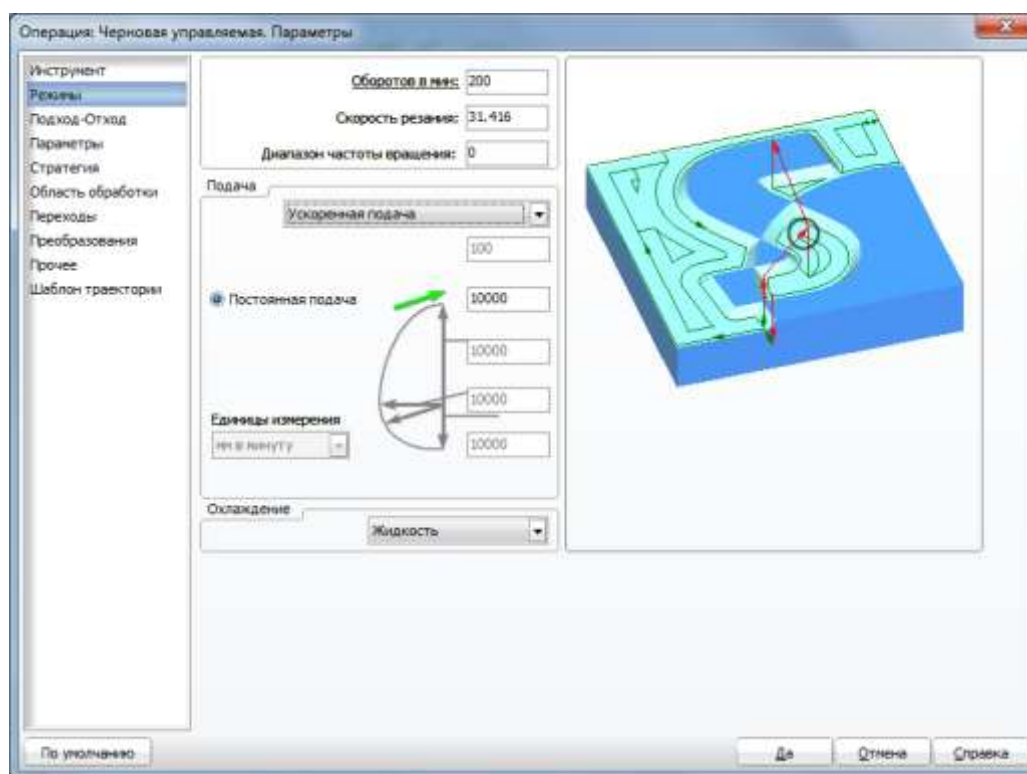 Операция: Черновая управляемая. Параметры
Инструмент
Режимы
Подход-Отход
Параметры
Стратегия
Область обработки
Переходы
Преобразования
Прочее
Шаблон траектории
Оборотов в мин: 200
Скорость резания: 31.416
Диапазон частоты вращения: 0
Подача
Ускоренная подача
100
Постоянная подача 10000
10000
10000
Единицы измерения
мм в минуту
10000
Охлаждение
Жидкость
По умолчанию
Да
Отмена
Справка